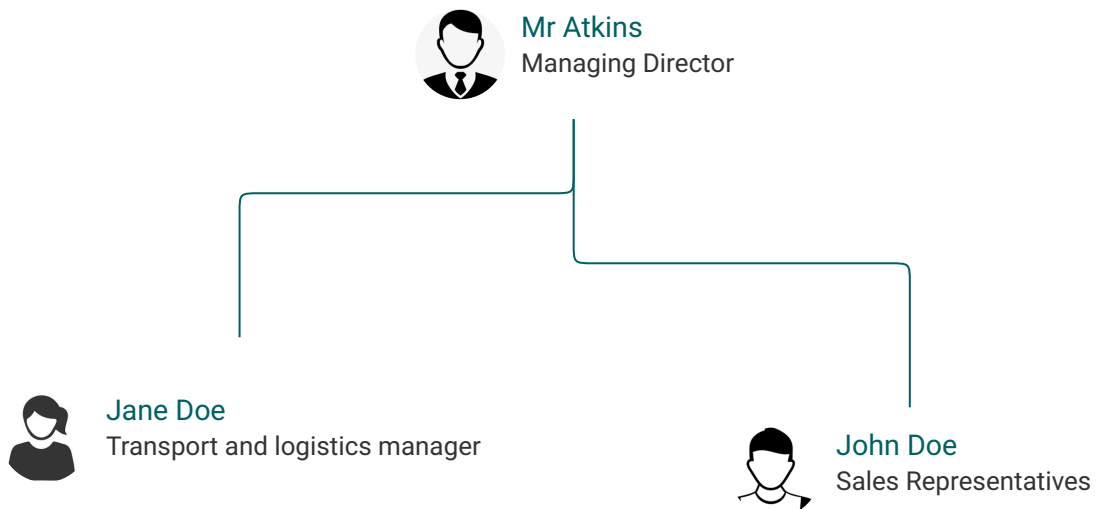 Mr Atkins
Managing Director
Jane Doe
Transport and logistics manager
John Doe
Sales Representatives